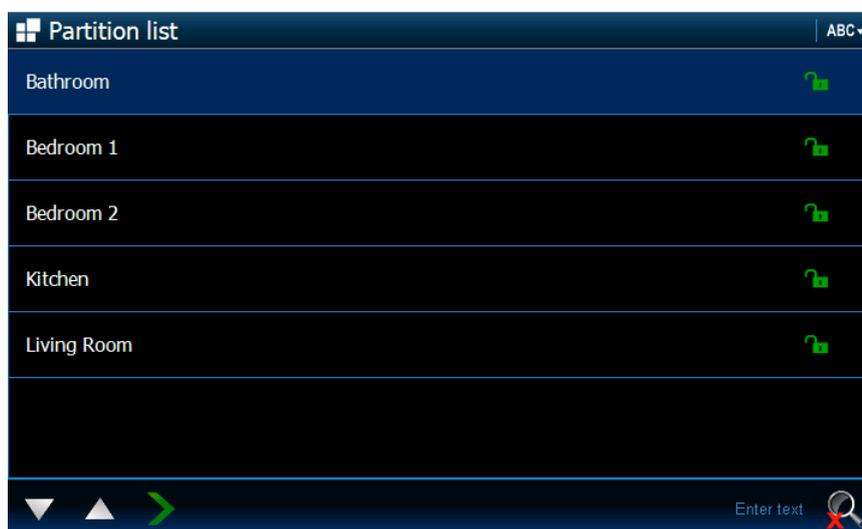 Partition list
ABC
Bathroom
Bedroom 1
Bedroom 2
Kitchen
Living Room
Enter text